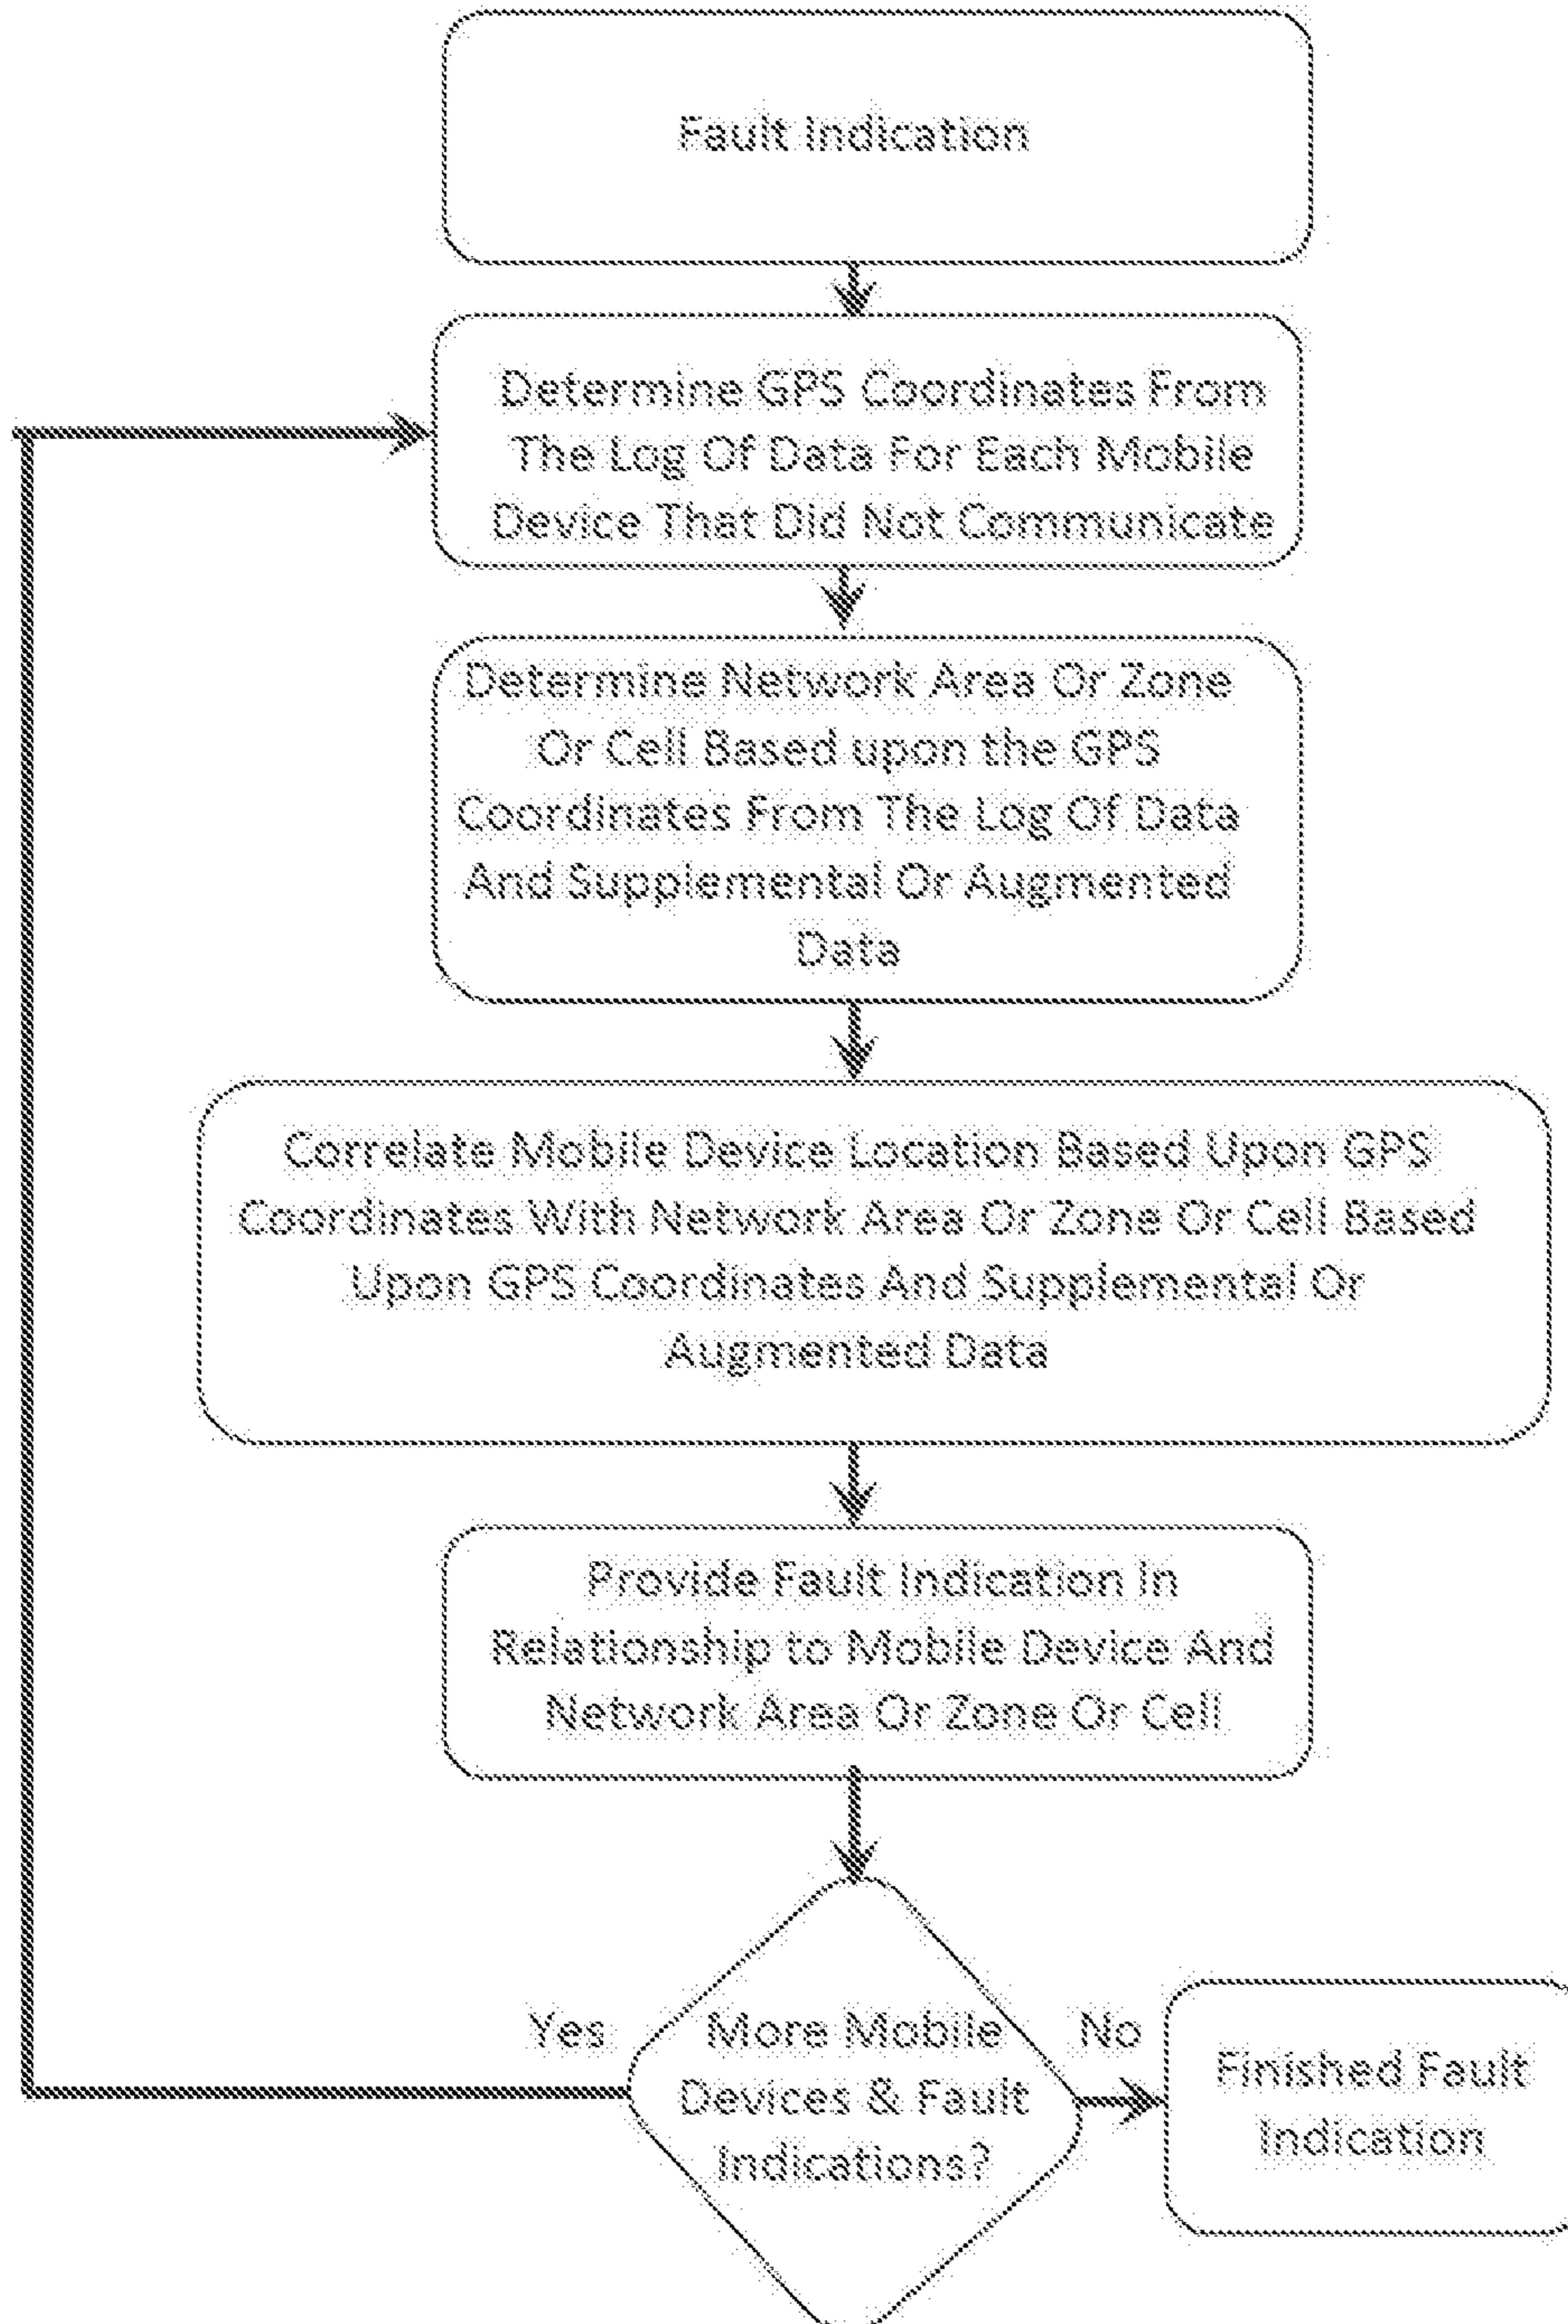 Fault Indication
Determine GPS Coordinates From
The Log Of Data For Each Mobile
Device That Did Not Communicate
Determine Network Area Or Zone
Or Cell Based upon the GPS
Coordinates From The Log Of Data
And Supplemental Or Augmented
Data
Correlate Mobile Device Location Based Upon GPS
Coordinates With Network Area Or Zone Or Cell Based
Upon GPS Coordinates And Supplemental Or
Augmented Data
Provide Fault Indication In
Relationship to Mobile Device And
Network Area Or Zone Or Cell
Yes
More Mobile
Devices & Fault
Indications?
No
Finished Fault
Indication